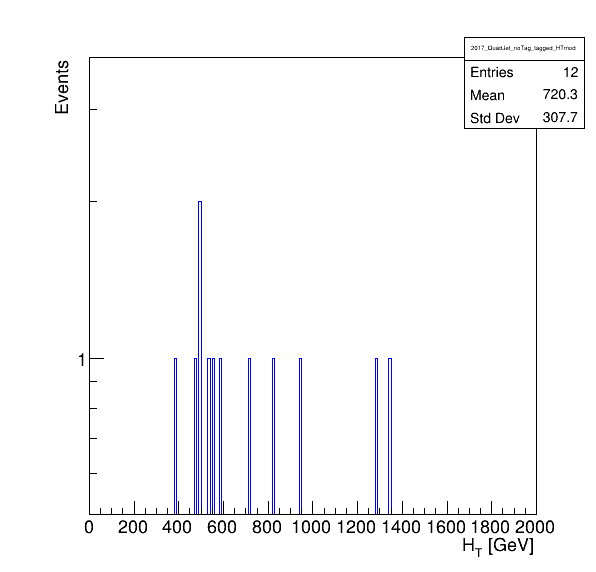 2017_QuadJet_noTag_tagged_HTmod
Entries 12
Mean 720.3
Std Dev 307.7
Events
1
0 200 400 600 800 1000 1200 1400 1600 1800 2000
H_T [GeV]